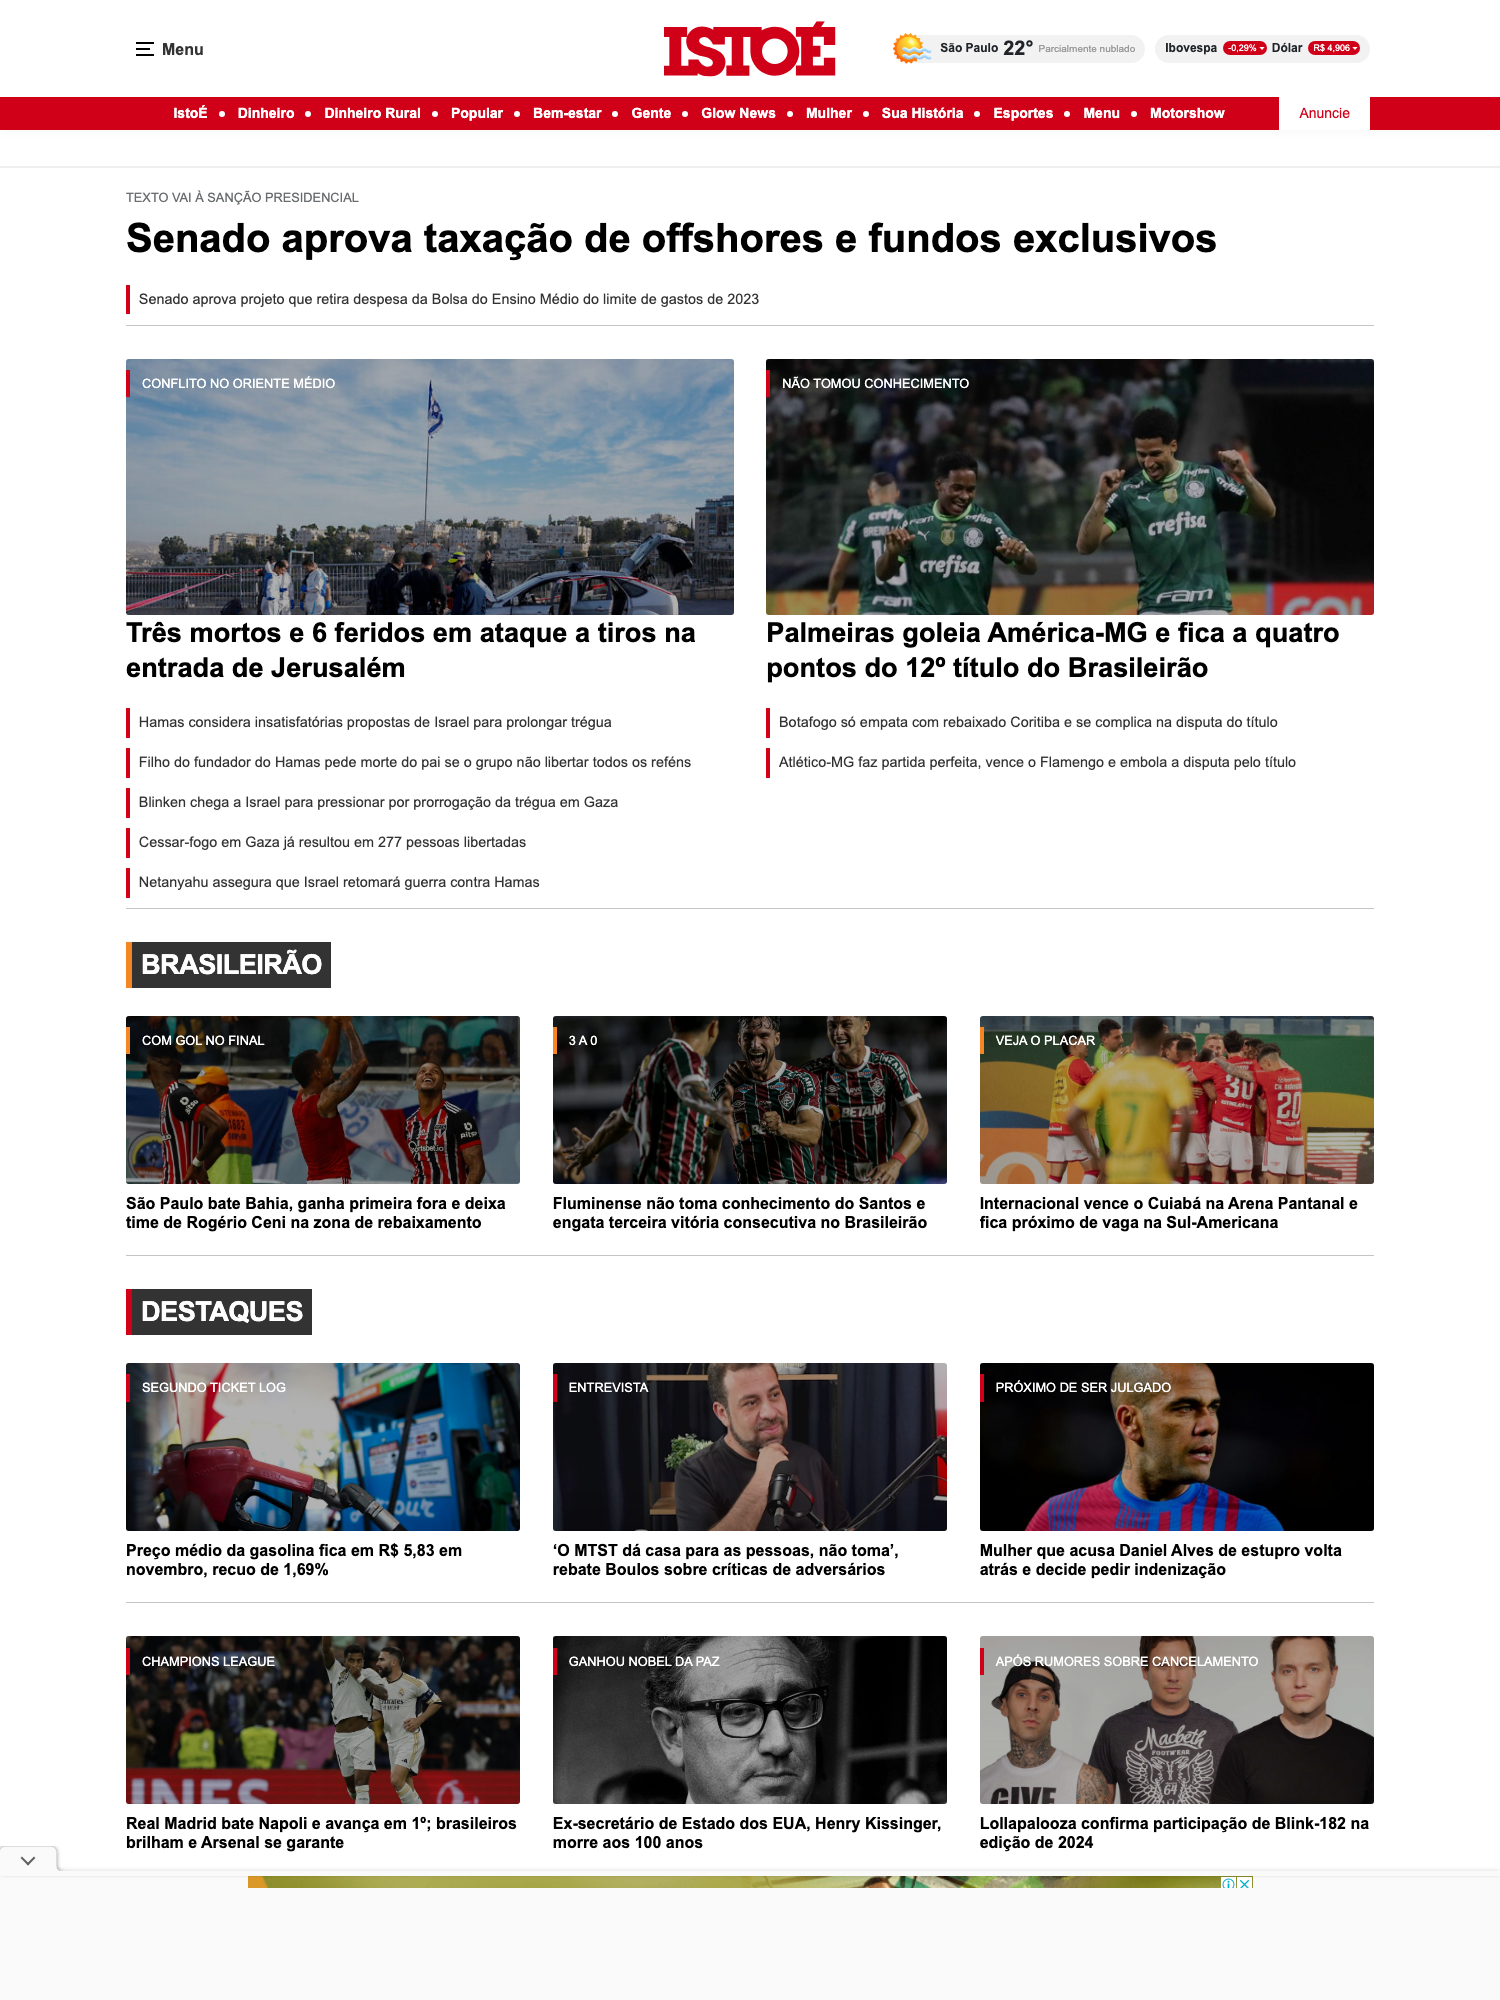 Menu
ISTOÉ
São Paulo 22° Parcialmente nublado
Ibovespa -0,29% Dólar R$ 4,906
IstoÉ • Dinheiro • Dinheiro Rural • Popular • Bem-estar • Gente • Glow News • Mulher • Sua História • Esportes • Menu • Motorshow
Anuncie
TEXTO VAI À SANÇÃO PRESIDENCIAL
Senado aprova taxação de offshores e fundos exclusivos
Senado aprova projeto que retira despesa da Bolsa do Ensino Médio do limite de gastos de 2023
CONFLITO NO ORIENTE MÉDIO
Três mortos e 6 feridos em ataque a tiros na
entrada de Jerusalém
Hamas considera insatisfatórias propostas de Israel para prolongar trégua
Filho do fundador do Hamas pede morte do pai se o grupo não libertar todos os reféns
Blinken chega a Israel para pressionar por prorrogação da trégua em Gaza
Cessar-fogo em Gaza já resultou em 277 pessoas libertadas
Netanyahu assegura que Israel retomará guerra contra Hamas
NÃO TOMOU CONHECIMENTO
crefisa
crefisa
FAM
FAM
FAM
GOL
Palmeiras goleia América-MG e fica a quatro
pontos do 12º título do Brasileirão
Botafogo só empata com rebaixado Coritiba e se complica na disputa do título
Atlético-MG faz partida perfeita, vence o Flamengo e embola a disputa pelo título
BRASILEIRÃO
COM GOL NO FINAL
São Paulo bate Bahia, ganha primeira fora e deixa
time de Rogério Ceni na zona de rebaixamento
3 A 0
BETANO
Fluminense não toma conhecimento do Santos e
engata terceira vitória consecutiva no Brasileirão
VEJA O PLACAR
7
30
20
Internacional vence o Cuiabá na Arena Pantanal e
fica próximo de vaga na Sul-Americana
DESTAQUES
SEGUNDO TICKET LOG
Preço médio da gasolina fica em R$ 5,83 em
novembro, recuo de 1,69%
ENTREVISTA
‘O MTST dá casa para as pessoas, não toma’,
rebate Boulos sobre críticas de adversários
PRÓXIMO DE SER JULGADO
Mulher que acusa Daniel Alves de estupro volta
atrás e decide pedir indenização
CHAMPIONS LEAGUE
Real Madrid bate Napoli e avança em 1º; brasileiros
brilham e Arsenal se garante
GANHOU NOBEL DA PAZ
Ex-secretário de Estado dos EUA, Henry Kissinger,
morre aos 100 anos
APÓS RUMORES SOBRE CANCELAMENTO
Macbeth
FOOTWEAR
GIVE
Lollapalooza confirma participação de Blink-182 na
edição de 2024